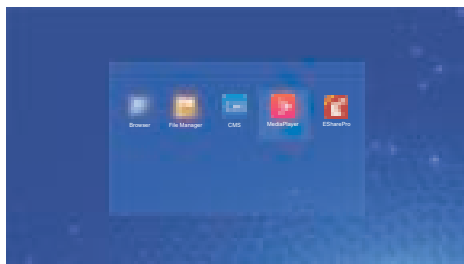 Browser
File Manager
CMS
MediaPlayer
ESharePro